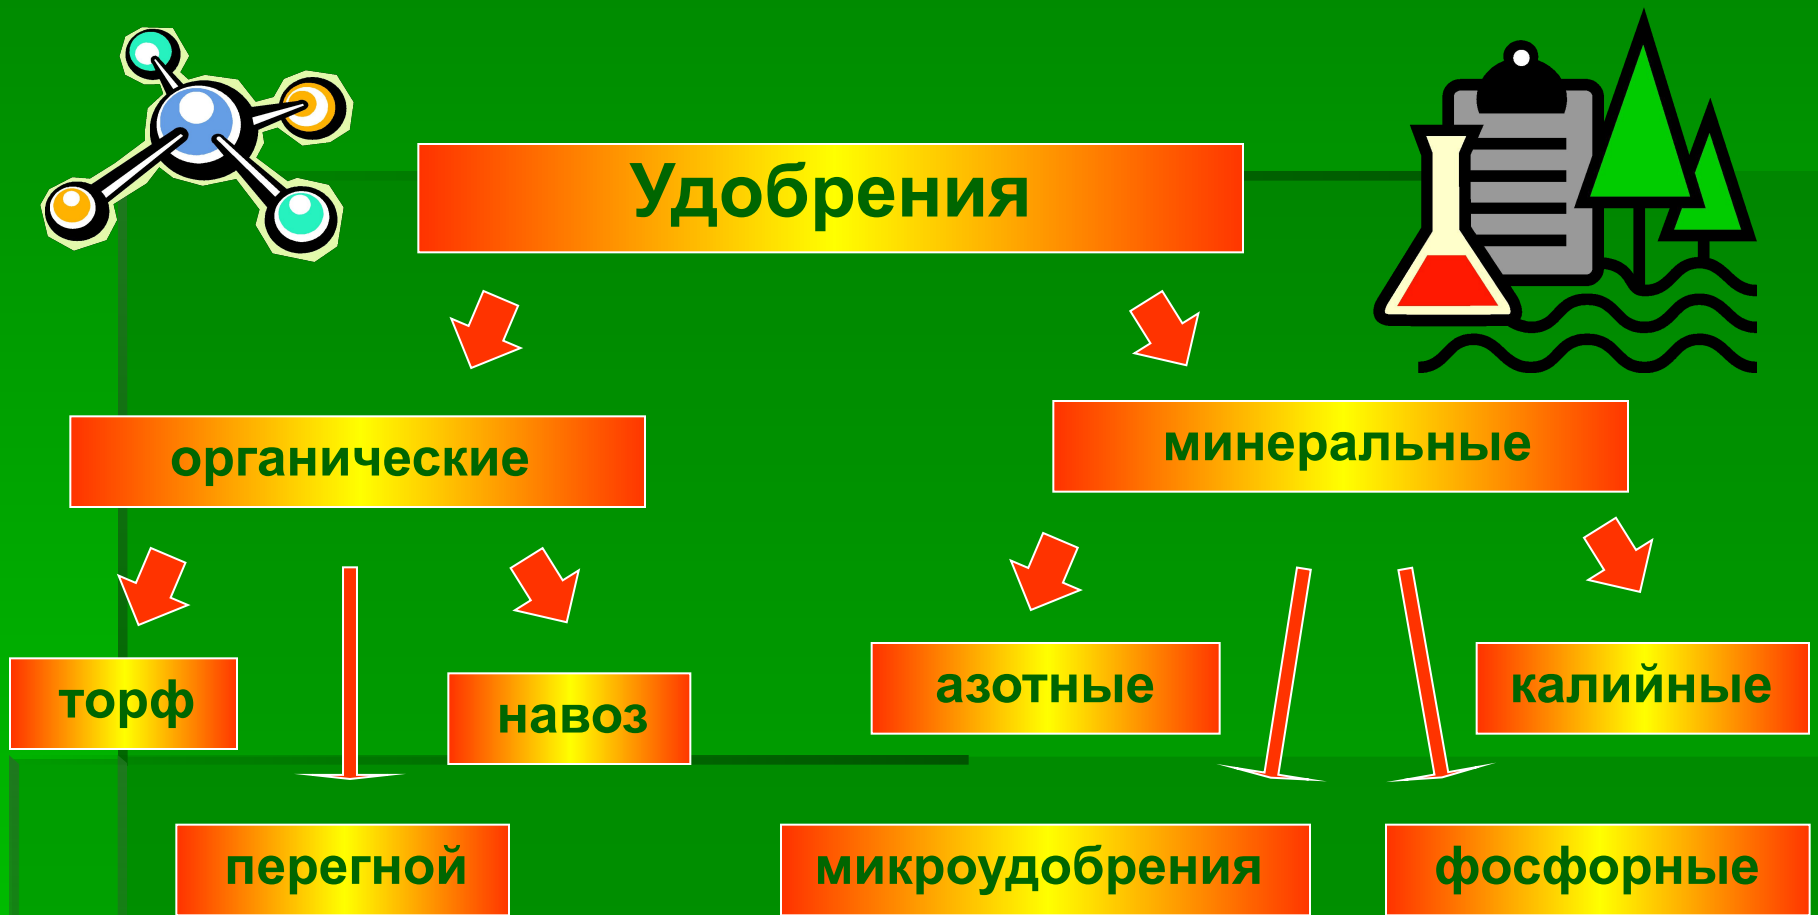 Удобрения
органические
минеральные
торф
навоз
азотные
калийные
перегной
микроудобрения
фосфорные